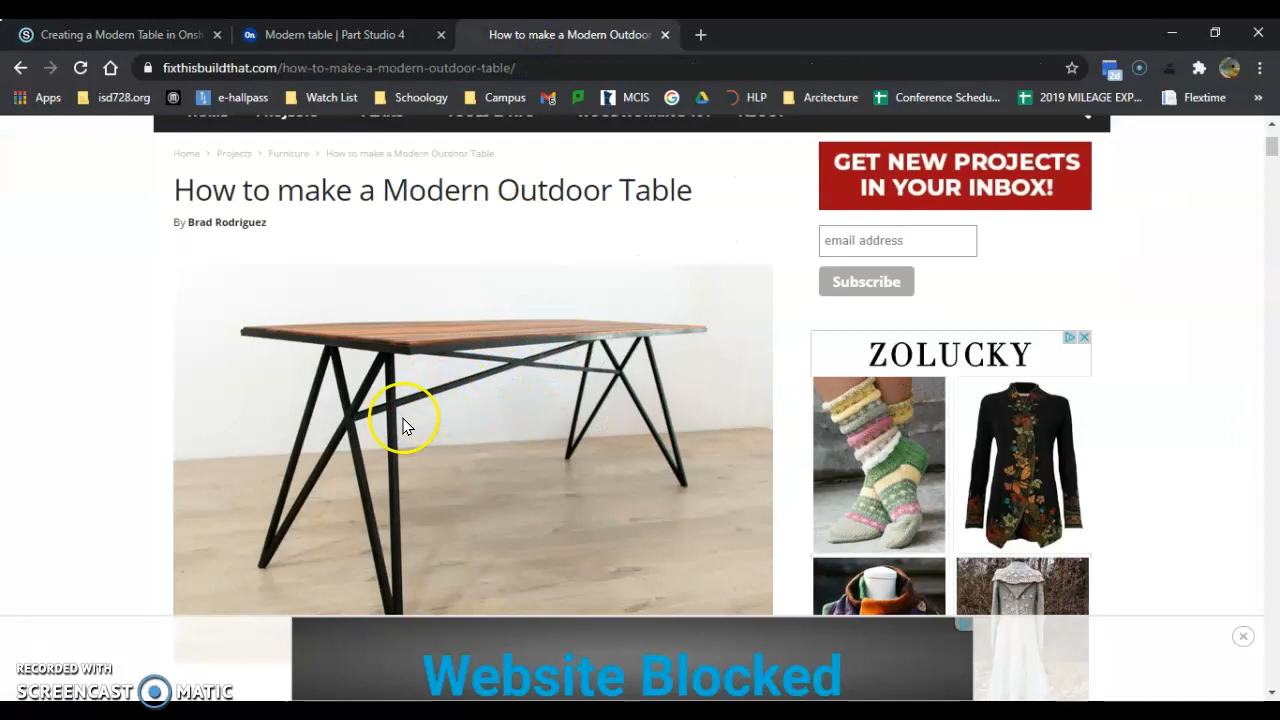 Creating a Modern Table in Onsh
On Modern table | Part Studio 4
How to make a Modern Outdoor
fixthisbuildthat.com/how-to-make-a-modern-outdoor-table/
2d
Apps isd728.org e-hallpass Watch List Schoology Campus MCIS HLP Arcitecture Conference Schedu... 2019 MILEAGE EXP... Flextime »
Home > Projects > Furniture > How to make a Modern Outdoor Table
How to make a Modern Outdoor Table
By Brad Rodriguez
GET NEW PROJECTS
IN YOUR INBOX!
email address
Subscribe
ZOLUCKY
Website Blocked
RECORDED WITH
SCREENCAST MATIC